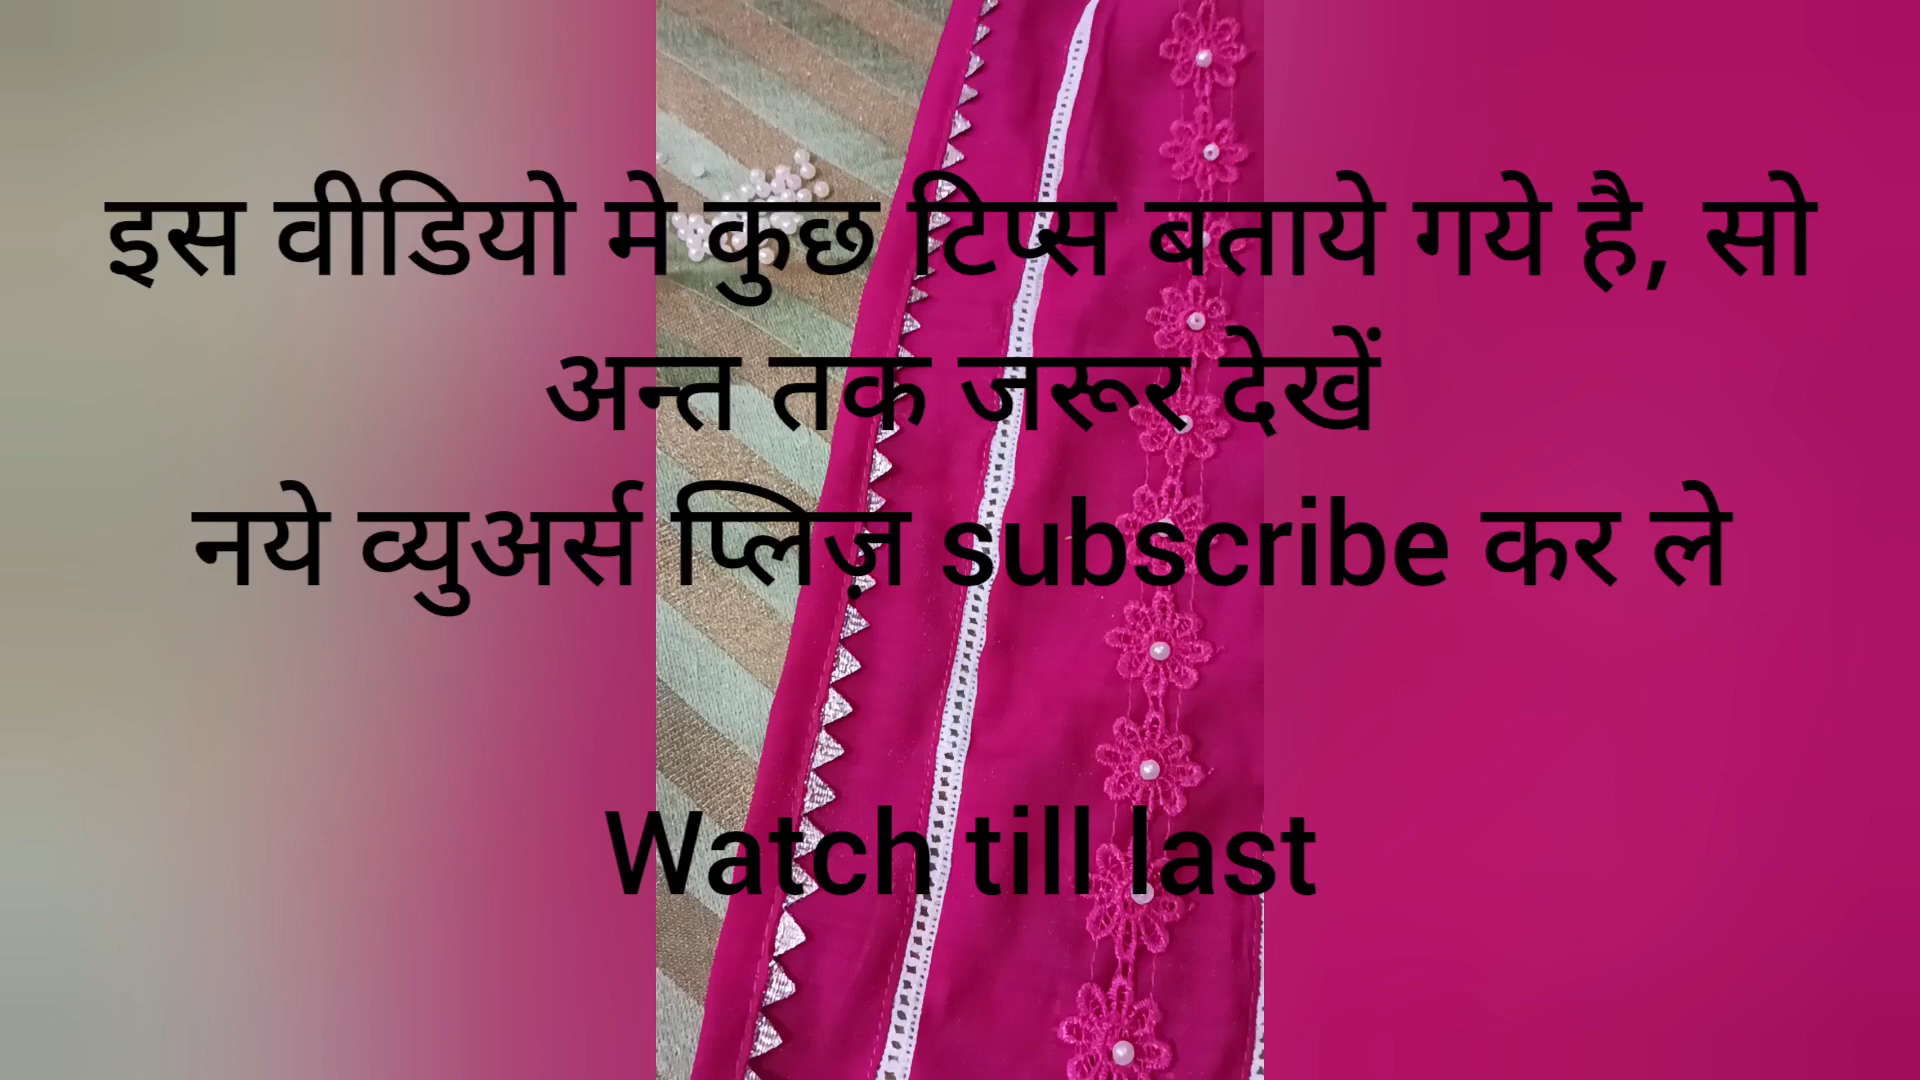 इस वीडियो मे कुछ टिप्स बताये गये है, सो
अन्त तक जरूर देखें
नये व्युअर्स प्लिज़ subscribe कर ले
Watch till last